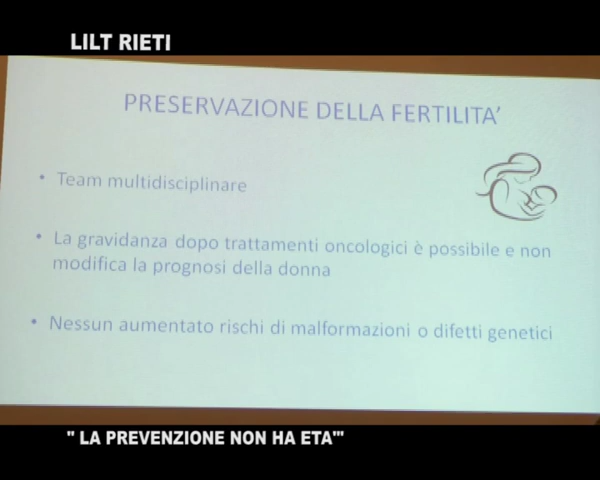 LILT RIETI
PRESERVAZIONE DELLA FERTILITA'
• Team multidisciplinare
• La gravidanza dopo trattamenti oncologici è possibile e non
modifica la prognosi della donna
• Nessun aumentato rischi di malformazioni o difetti genetici
" LA PREVENZIONE NON HA ETA'"